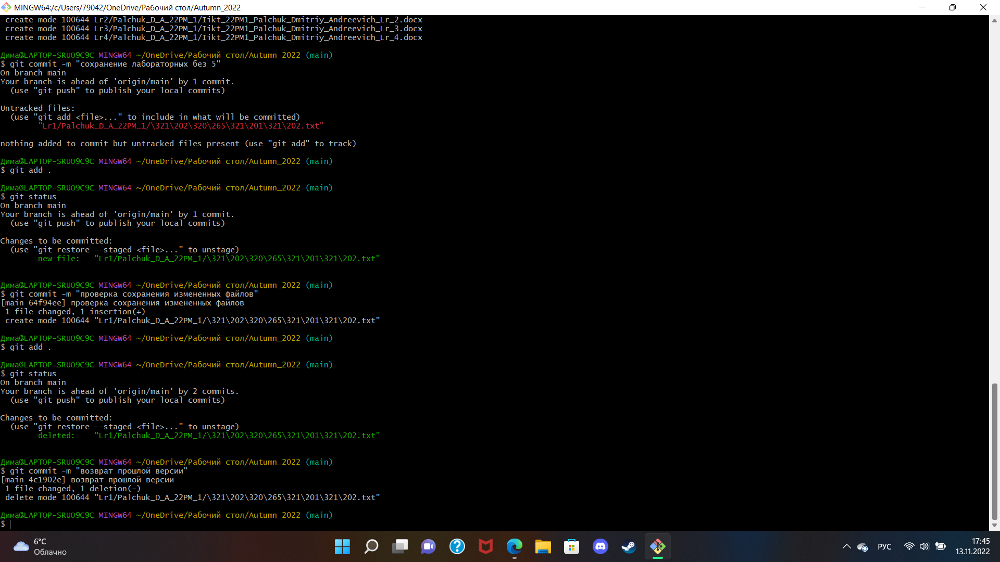 MINGW64:/c/Users/79042/OneDrive/Рабочий стол/Autumn_2022
create mode 100644 Lr2/Palchuk_D_A_22PM_1/Iikt_22PM1_Palchuk_Dmitriy_Andreevich_Lr_2.docx
create mode 100644 Lr3/Palchuk_D_A_22PM_1/Iikt_22PM1_Palchuk_Dmitriy_Andreevich_Lr_3.docx
create mode 100644 Lr4/Palchuk_D_A_22PM_1/Iikt_22PM1_Palchuk_Dmitriy_Andreevich_Lr_4.docx
Дима@LAPTOP-SRUO9C9C MINGW64 ~/OneDrive/Рабочий стол/Autumn_2022 (main)
$ git commit -m "сохранение лабораторных без 5"
On branch main
Your branch is ahead of 'origin/main' by 1 commit.
(use "git push" to publish your local commits)
Untracked files:
(use "git add <file>..." to include in what will be committed)
"Lr1/Palchuk_D_A_22PM_1/\321\202\320\265\321\201\321\202.txt"
nothing added to commit but untracked files present (use "git add" to track)
Дима@LAPTOP-SRUO9C9C MINGW64 ~/OneDrive/Рабочий стол/Autumn_2022 (main)
$ git add .
Дима@LAPTOP-SRUO9C9C MINGW64 ~/OneDrive/Рабочий стол/Autumn_2022 (main)
$ git status
On branch main
Your branch is ahead of 'origin/main' by 1 commit.
(use "git push" to publish your local commits)
Changes to be committed:
(use "git restore --staged <file>..." to unstage)
new file:   "Lr1/Palchuk_D_A_22PM_1/\321\202\320\265\321\201\321\202.txt"
Дима@LAPTOP-SRUO9C9C MINGW64 ~/OneDrive/Рабочий стол/Autumn_2022 (main)
$ git commit -m "проверка сохранения измененных файлов"
[main 64f94ee] проверка сохранения измененных файлов
1 file changed, 1 insertion(+)
create mode 100644 "Lr1/Palchuk_D_A_22PM_1/\321\202\320\265\321\201\321\202.txt"
Дима@LAPTOP-SRUO9C9C MINGW64 ~/OneDrive/Рабочий стол/Autumn_2022 (main)
$ git add .
Дима@LAPTOP-SRUO9C9C MINGW64 ~/OneDrive/Рабочий стол/Autumn_2022 (main)
$ git status
On branch main
Your branch is ahead of 'origin/main' by 2 commits.
(use "git push" to publish your local commits)
Changes to be committed:
(use "git restore --staged <file>..." to unstage)
deleted:    "Lr1/Palchuk_D_A_22PM_1/\321\202\320\265\321\201\321\202.txt"
Дима@LAPTOP-SRUO9C9C MINGW64 ~/OneDrive/Рабочий стол/Autumn_2022 (main)
$ git commit -m "возврат прошлой версии"
[main 4c1902e] возврат прошлой версии
1 file changed, 1 deletion(-)
delete mode 100644 "Lr1/Palchuk_D_A_22PM_1/\321\202\320\265\321\201\321\202.txt"
Дима@LAPTOP-SRUO9C9C MINGW64 ~/OneDrive/Рабочий стол/Autumn_2022 (main)
$
6°C
Облачно
РУС
17:45
13.11.2022